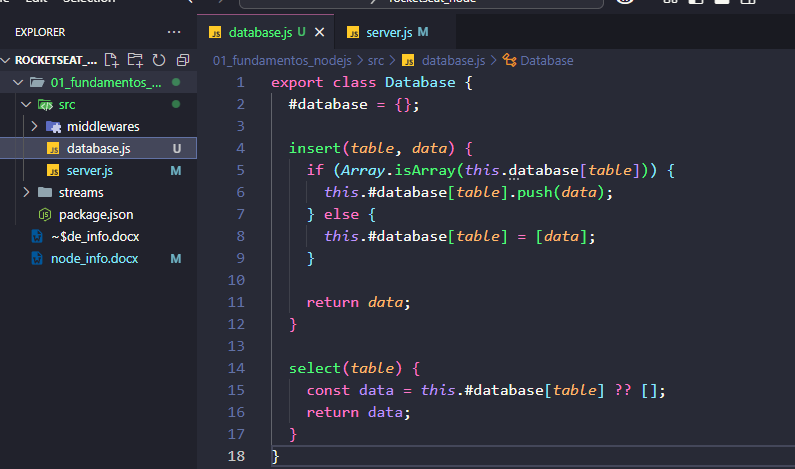 EXPLORER
ROCKETSEAT_...
01_fundamentos_...
src
middlewares
database.js U
server.js M
streams
package.json
~$de_info.docx
node_info.docx M
database.js U
server.js M
01_fundamentos_nodejs > src > database.js > Database
1 export class Database {
2 #database = {};
3
4 insert(table, data) {
5 if (Array.isArray(this.database[table])) {
6 this.#database[table].push(data);
7 } else {
8 this.#database[table] = [data];
9 }
10
11 return data;
12 }
13
14 select(table) {
15 const data = this.#database[table] ?? [];
16 return data;
17 }
18 }